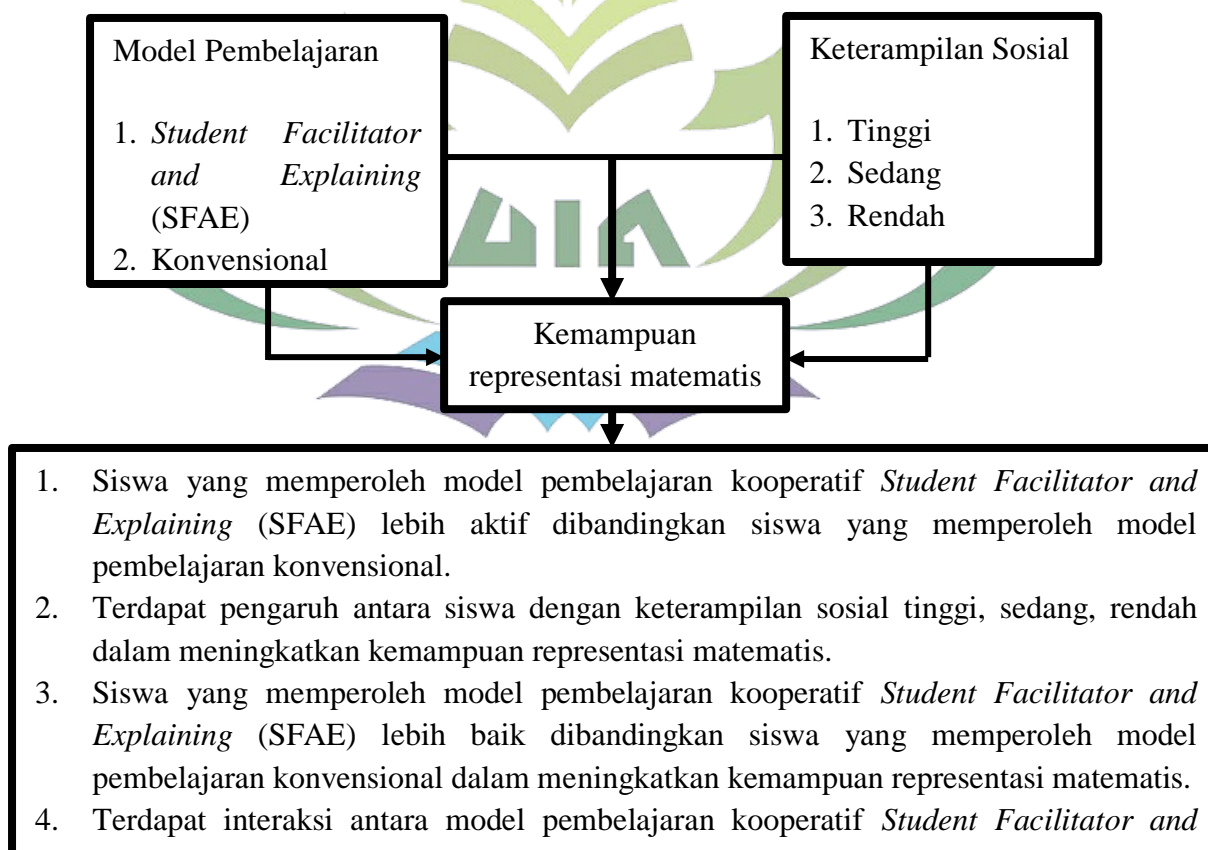 Model Pembelajaran
1. Student Facilitator
and Explaining
(SFAE)
2. Konvensional
Keterampilan Sosial
1. Tinggi
2. Sedang
3. Rendah
Kemampuan
representasi matematis
1. Siswa yang memperoleh model pembelajaran kooperatif Student Facilitator and
Explaining (SFAE) lebih aktif dibandingkan siswa yang memperoleh model
pembelajaran konvensional.
2. Terdapat pengaruh antara siswa dengan keterampilan sosial tinggi, sedang, rendah
dalam meningkatkan kemampuan representasi matematis.
3. Siswa yang memperoleh model pembelajaran kooperatif Student Facilitator and
Explaining (SFAE) lebih baik dibandingkan siswa yang memperoleh model
pembelajaran konvensional dalam meningkatkan kemampuan representasi matematis.
4. Terdapat interaksi antara model pembelajaran kooperatif Student Facilitator and